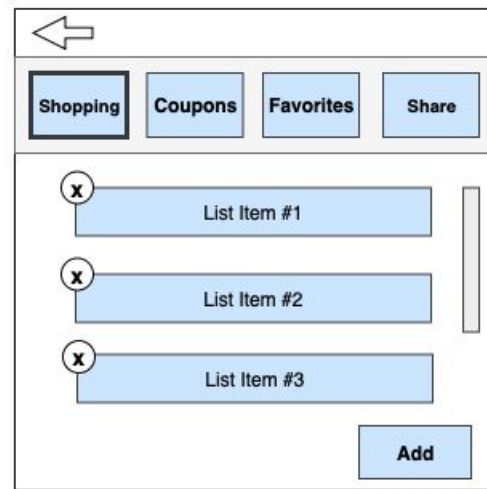 Shopping Coupons Favorites Share
x
List Item #1
x
List Item #2
x
List Item #3
Add